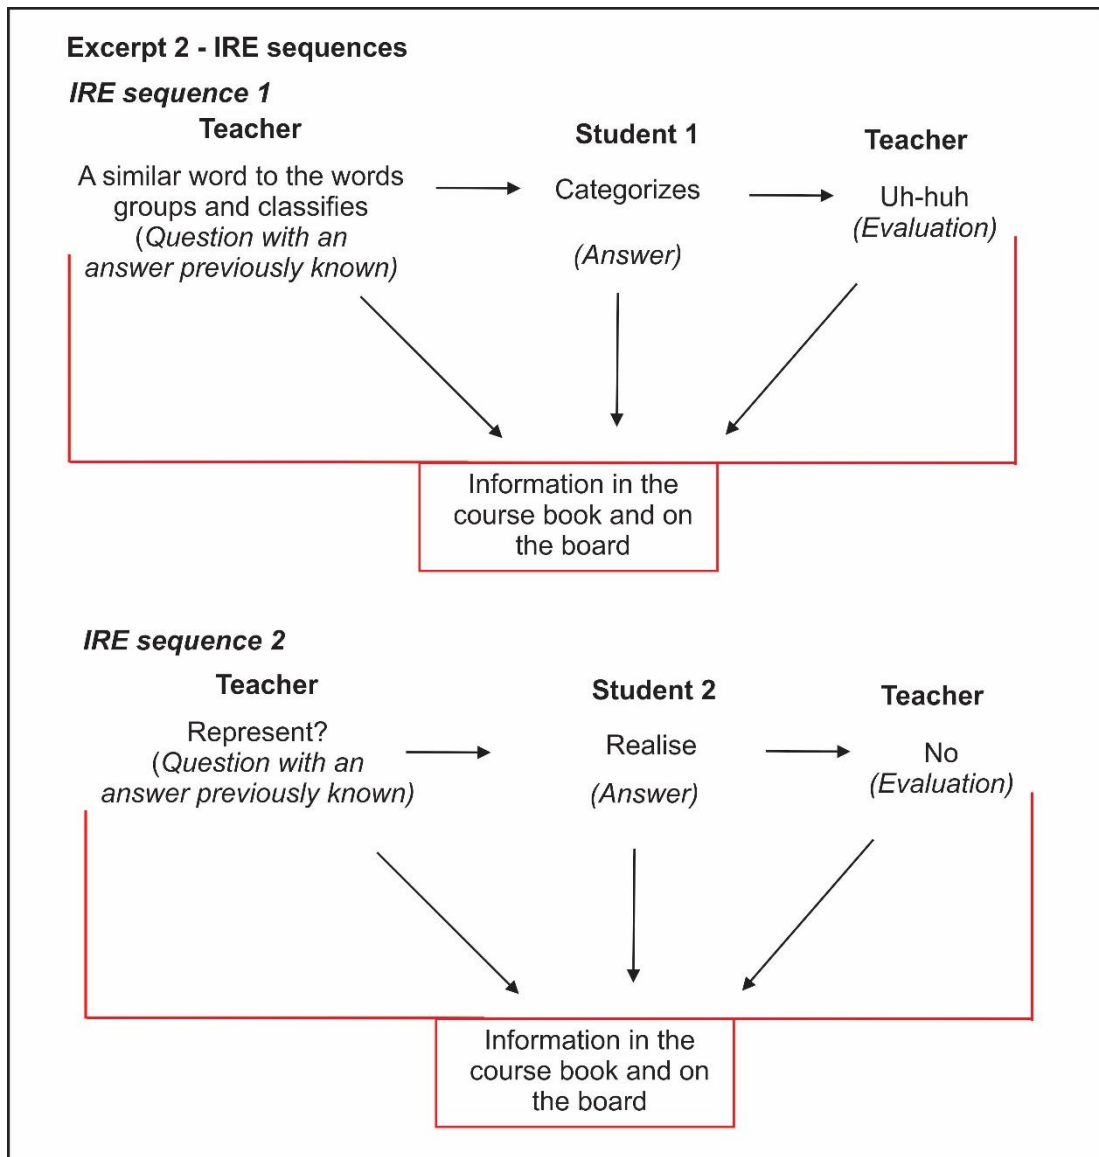 Excerpt 2 - IRE sequences
IRE sequence 1
Teacher
A similar word to the words
groups and classifies
(Question with an
answer previously known)
Student 1
Categorizes
(Answer)
Teacher
Uh-huh
(Evaluation)
Information in the
course book and on
the board
IRE sequence 2
Teacher
Represent?
(Question with an
answer previously known)
Student 2
Realise
(Answer)
Teacher
No
(Evaluation)
Information in the
course book and on
the board